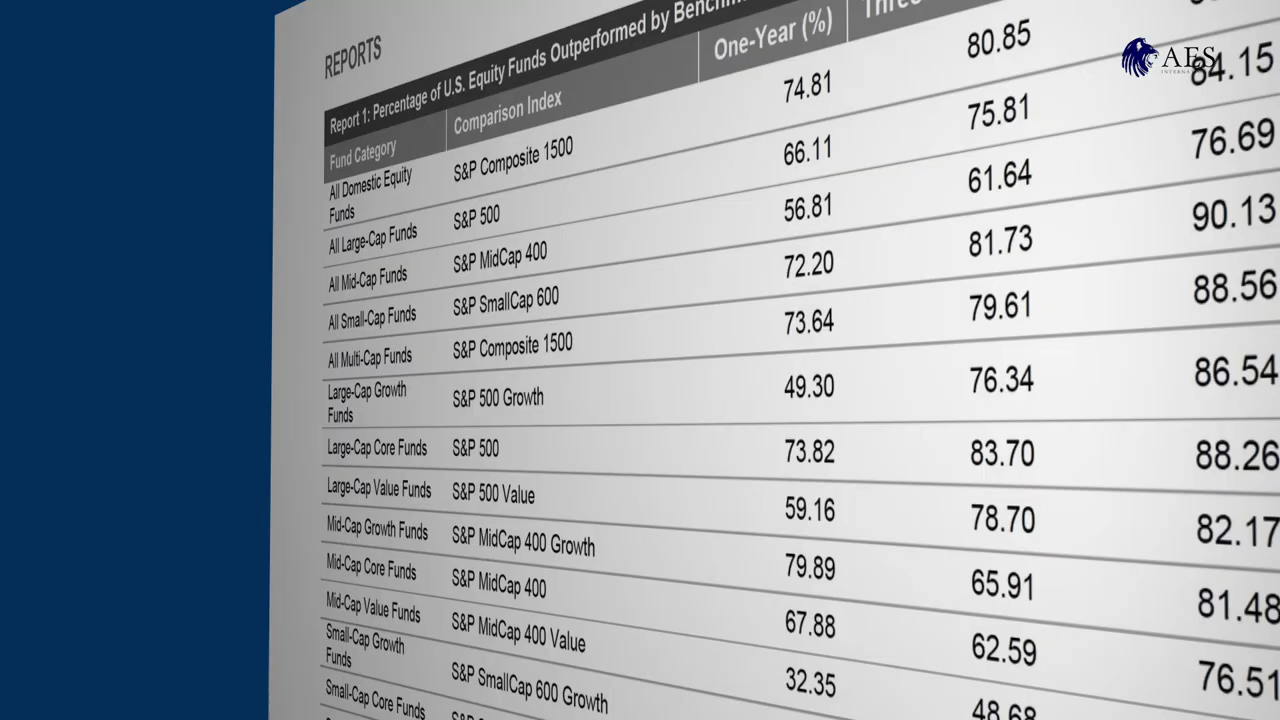 AES
REPORTS
Report 1: Percentage of U.S. Equity Funds Outperformed by
Fund Category Comparison Index One-Year (%)
All Domestic Equity Funds S&P Composite 1500 74.81 80.85
All Large-Cap Funds S&P 500 66.11 75.81 84.15
All Mid-Cap Funds S&P MidCap 400 56.81 61.64 76.69
All Small-Cap Funds S&P SmallCap 600 72.20 81.73 90.13
All Multi-Cap Funds S&P Composite 1500 73.64 79.61 88.56
Large-Cap Growth Funds S&P 500 Growth 49.30 76.34 86.54
Large-Cap Core Funds S&P 500 73.82 83.70 88.26
Large-Cap Value Funds S&P 500 Value 59.16 78.70 82.17
Mid-Cap Growth Funds S&P MidCap 400 Growth 79.89 65.91 81.48
Mid-Cap Core Funds S&P MidCap 400 67.88 62.59 76.51
Mid-Cap Value Funds S&P MidCap 400 Value 32.35 48.68
Small-Cap Growth Funds S&P SmallCap 600 Growth
Small-Cap Core Funds